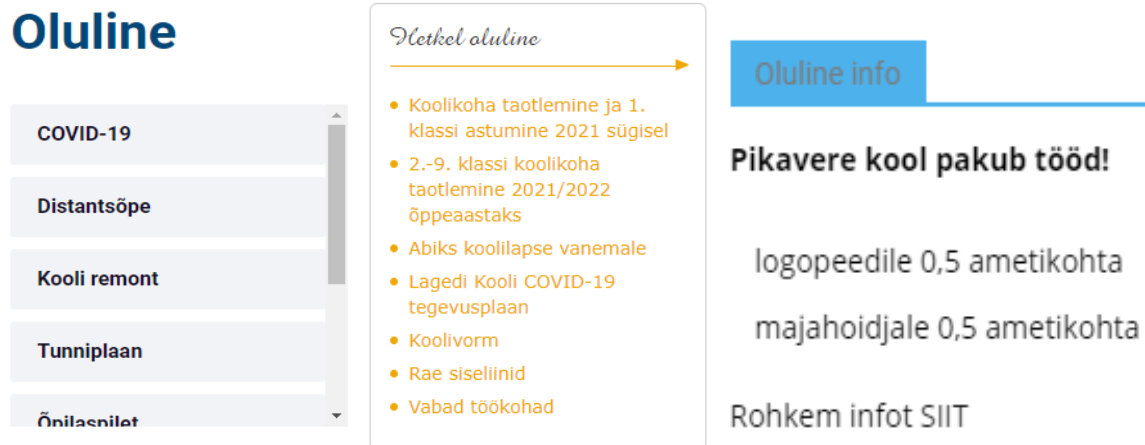 Oluline
COVID-19
Distantsõpe
Kooli remont
Tunniplaan
Õpilaspilet
Hetkel oluline
Koolikoha taotlemine ja 1.
klassi astumine 2021 sügisel
2.-9. klassi koolikoha
taotlemine 2021/2022
õppeaastaks
Abiks koolilapse vanemale
Lagedi Kooli COVID-19
tegevusplaan
Koolivorm
Rae siseliinid
Vabad töökohad
Oluline info
Pikavere kool pakub tööd!
logopeedile 0,5 ametikohta
majahoidjale 0,5 ametikohta
Rohkem infot SIIT